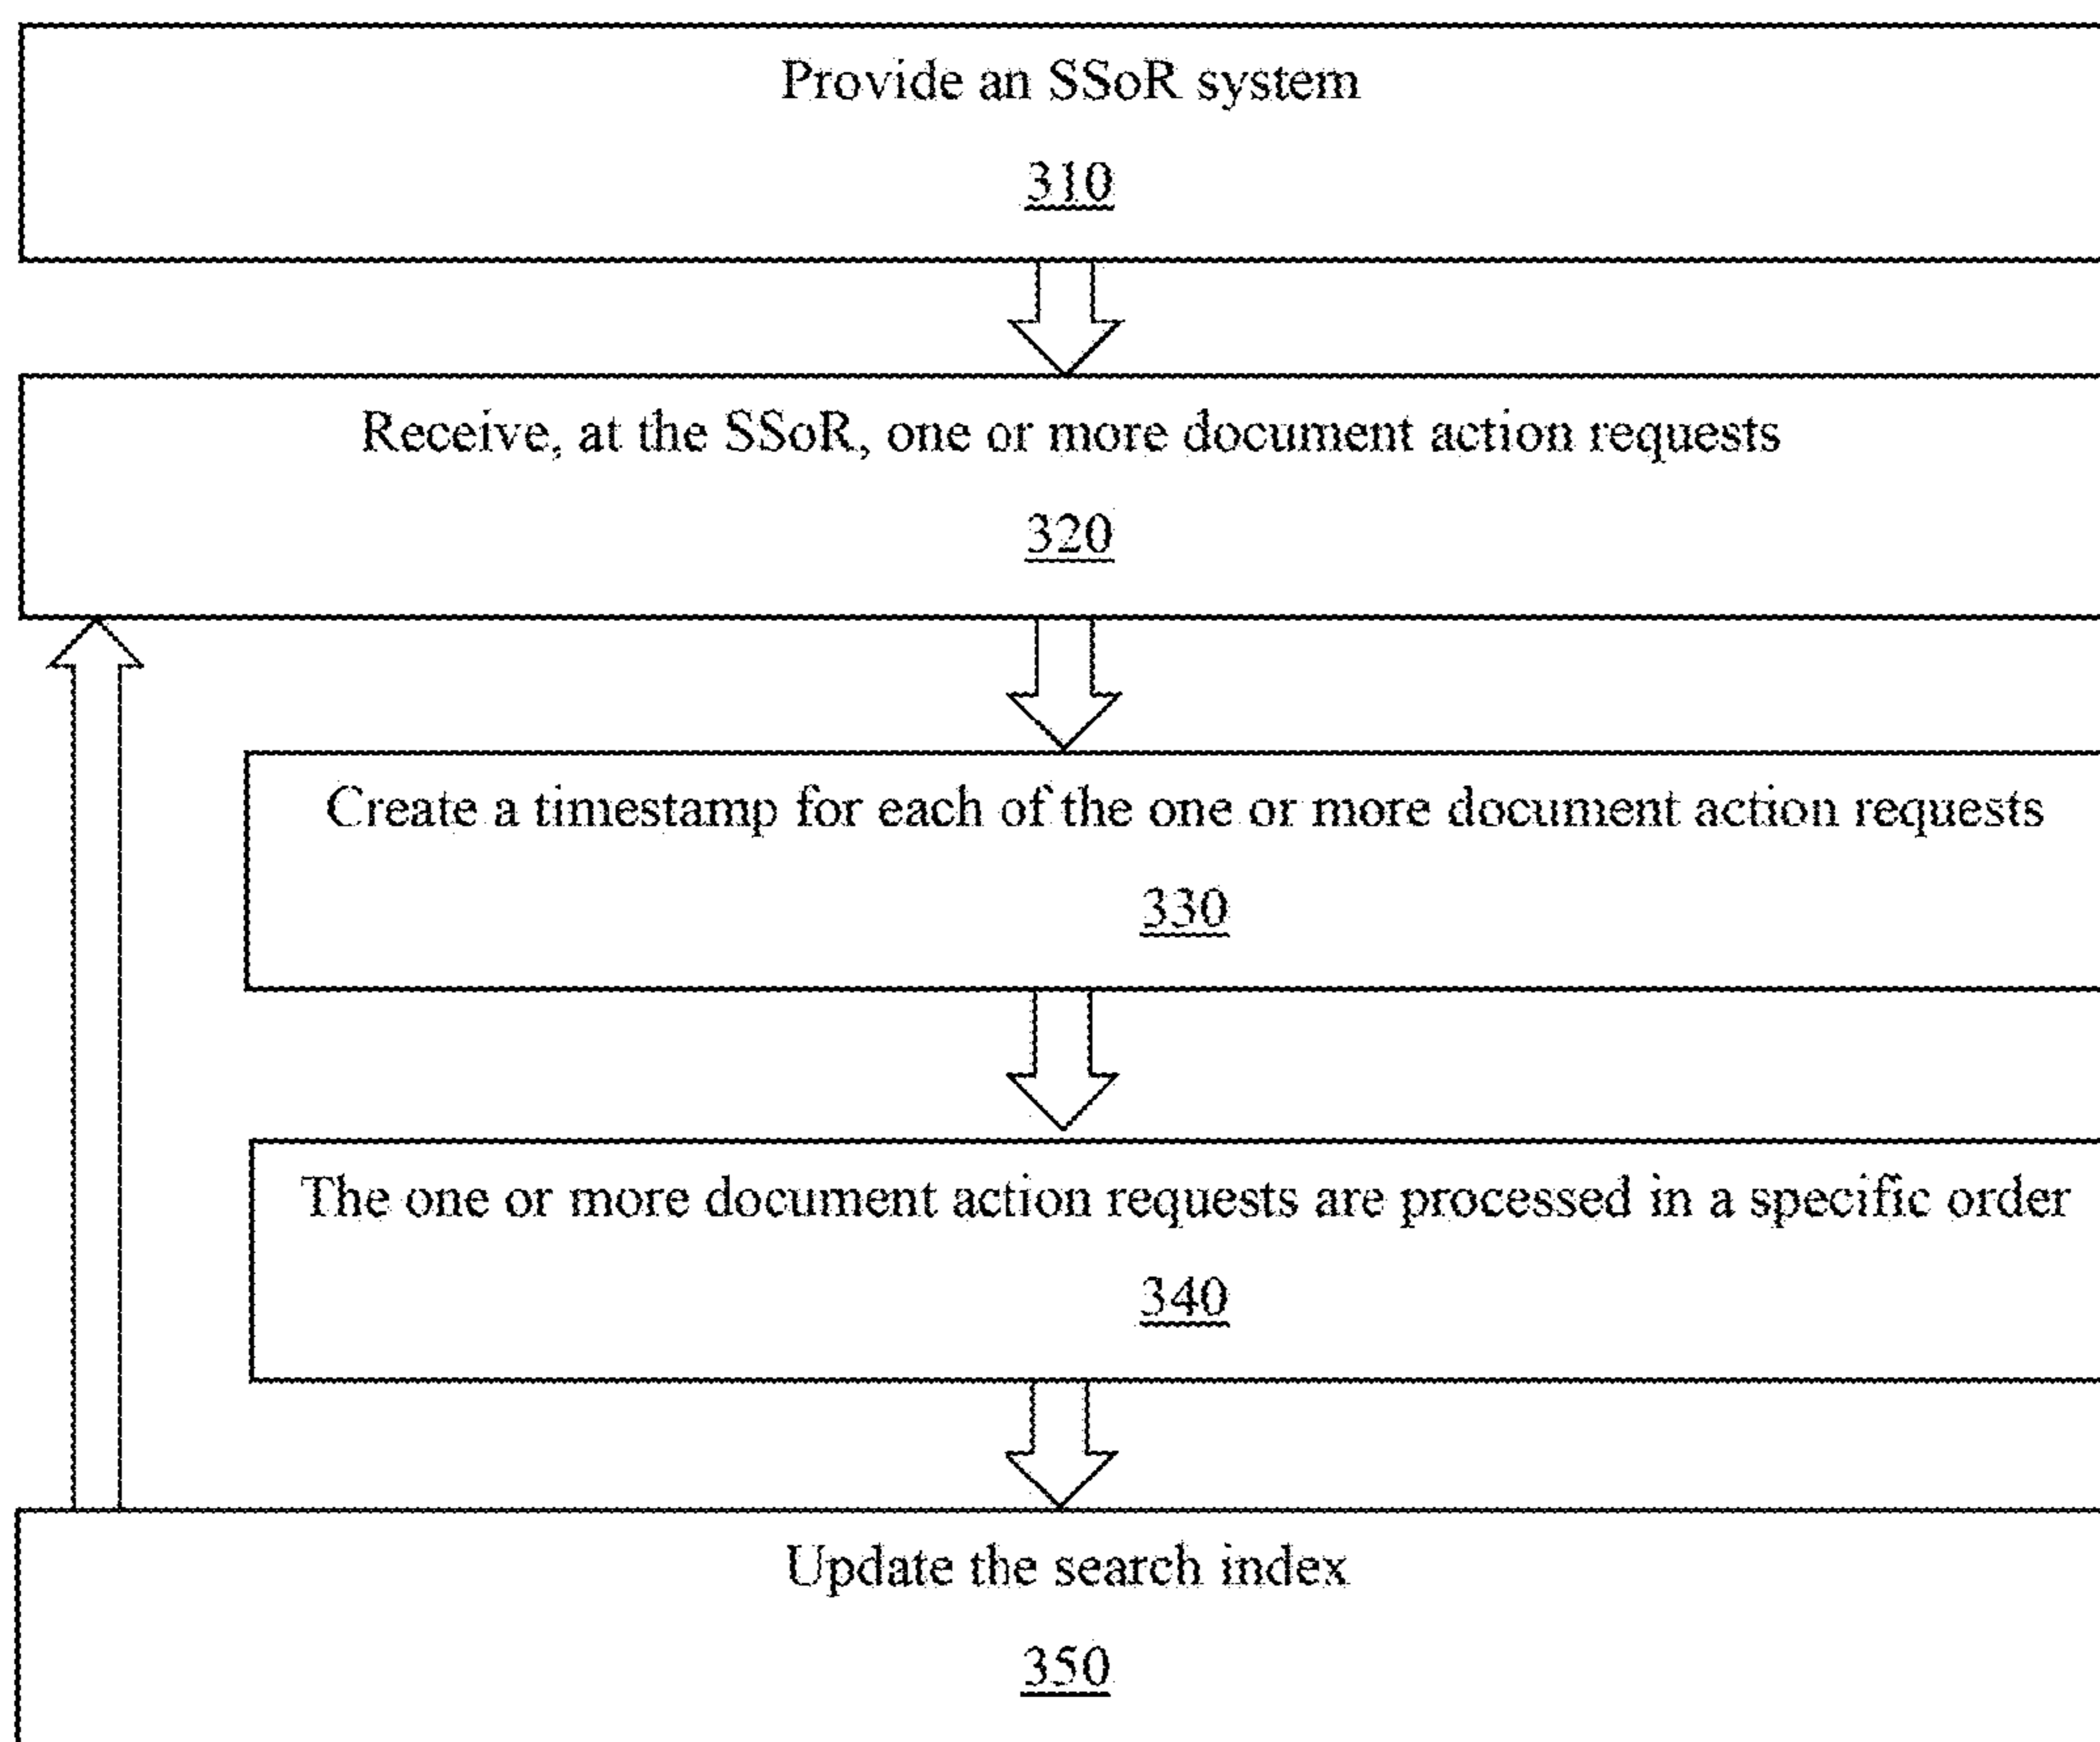 Provide an SSoR system
310
Receive, at the SSoR, one or more document action requests
320
Create a timestamp for each of the one or more document action requests
330
The one or more document action requests are processed in a specific order
340
Update the search index
350